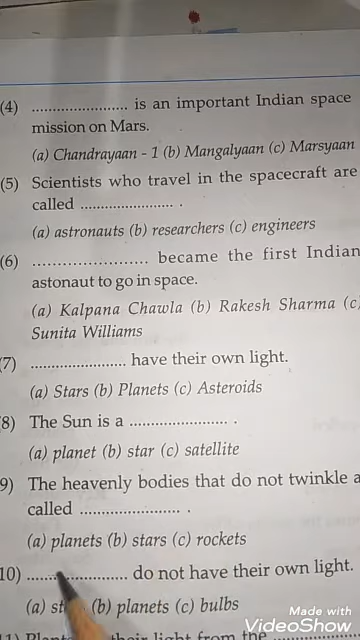 (4) ........................ is an important Indian space
mission on Mars.
(a) Chandrayaan - 1 (b) Mangalyaan (c) Marsyaan
(5) Scientists who travel in the spacecraft are
called ........................ .
(a) astronauts (b) researchers (c) engineers
(6) ............................. became the first Indian
astonaut to go in space.
(a) Kalpana Chawla (b) Rakesh Sharma (c)
Sunita Williams
7) ........................ have their own light.
(a) Stars (b) Planets (c) Asteroids
8) The Sun is a ........................ .
(a) planet (b) star (c) satellite
9) The heavenly bodies that do not twinkle a
called ........................ .
(a) planets (b) stars (c) rockets
10) ......................... do not have their own light.
(a) st (b) planets (c) bulbs
their light from the
Made with
VideoShow